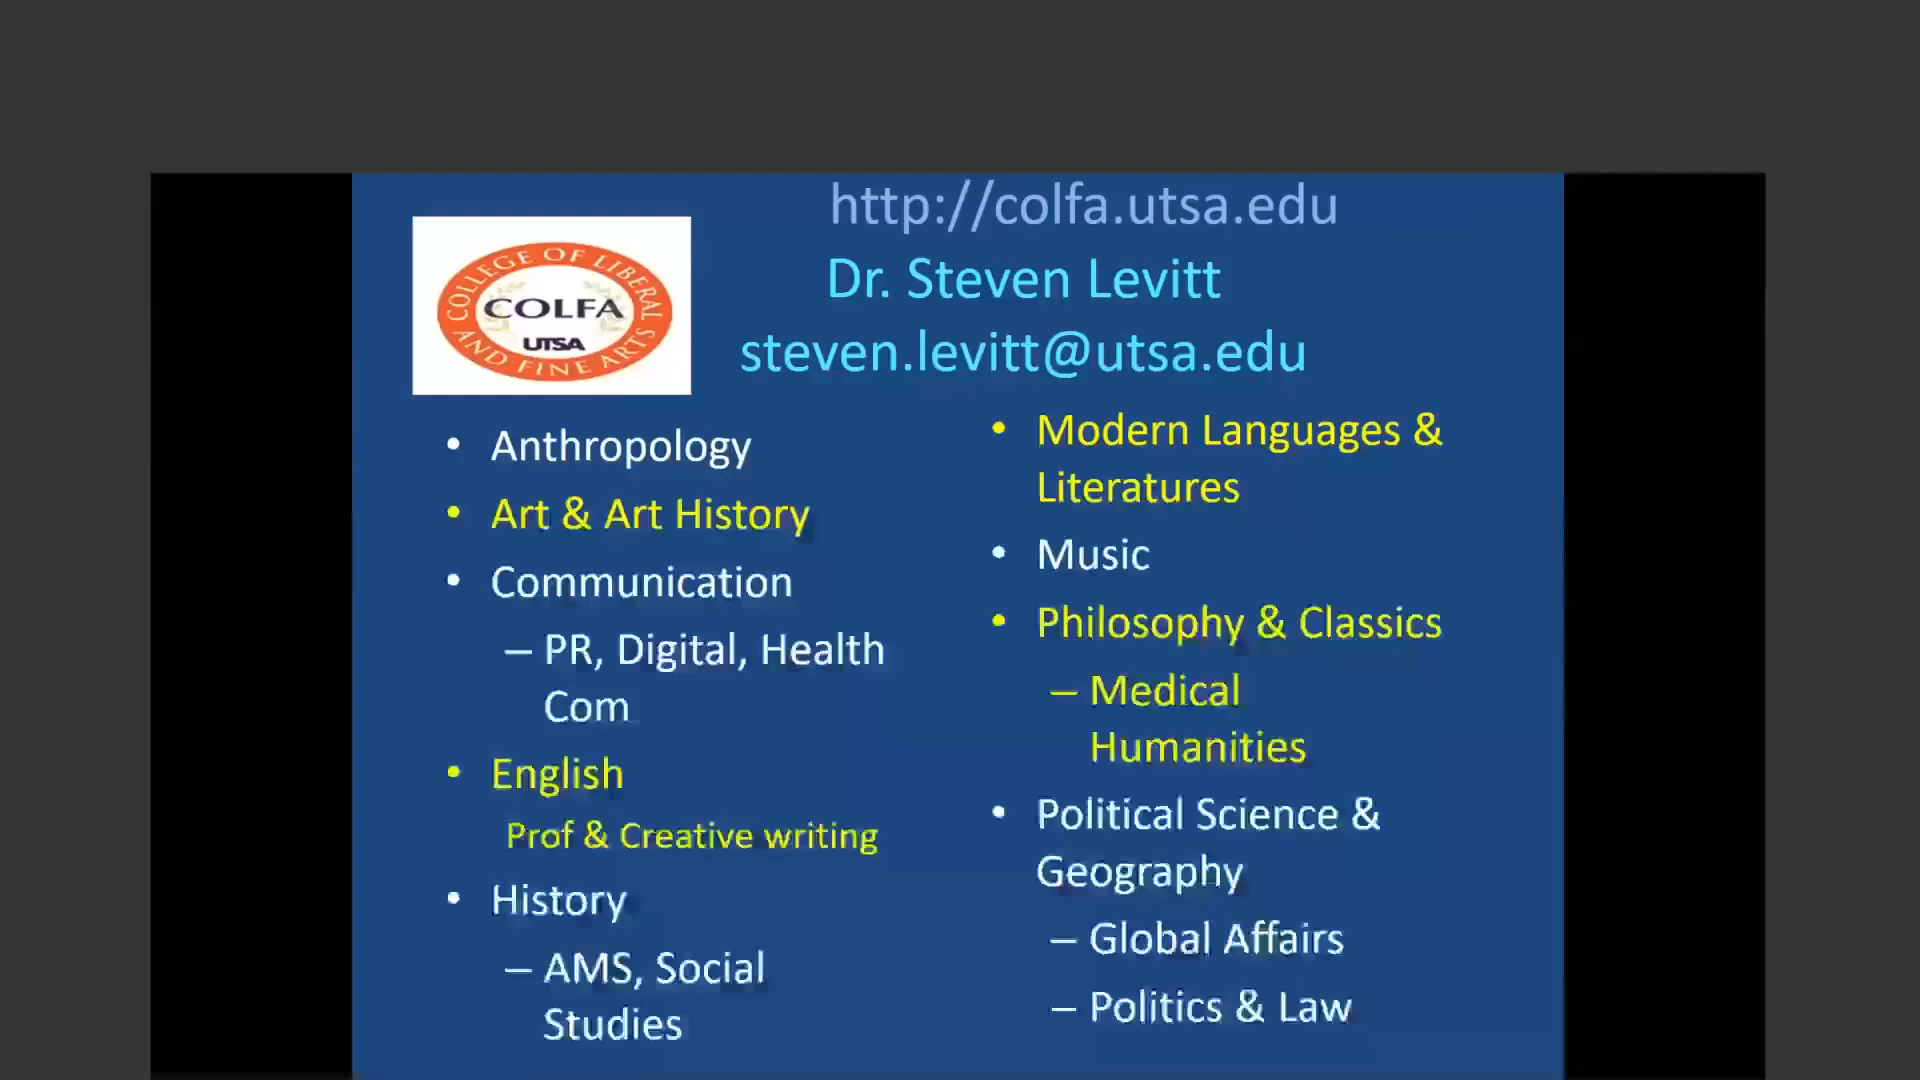 http://colfa.utsa.edu
Dr. Steven Levitt
steven.levitt@utsa.edu
COLLEGE OF LIBERAL
COLFA
UTSA
AND FINE ARTS
• Anthropology
• Art & Art History
• Communication
– PR, Digital, Health
Com
• English
Prof & Creative writing
• History
– AMS, Social
Studies
• Modern Languages &
Literatures
• Music
• Philosophy & Classics
– Medical
Humanities
• Political Science &
Geography
– Global Affairs
– Politics & Law